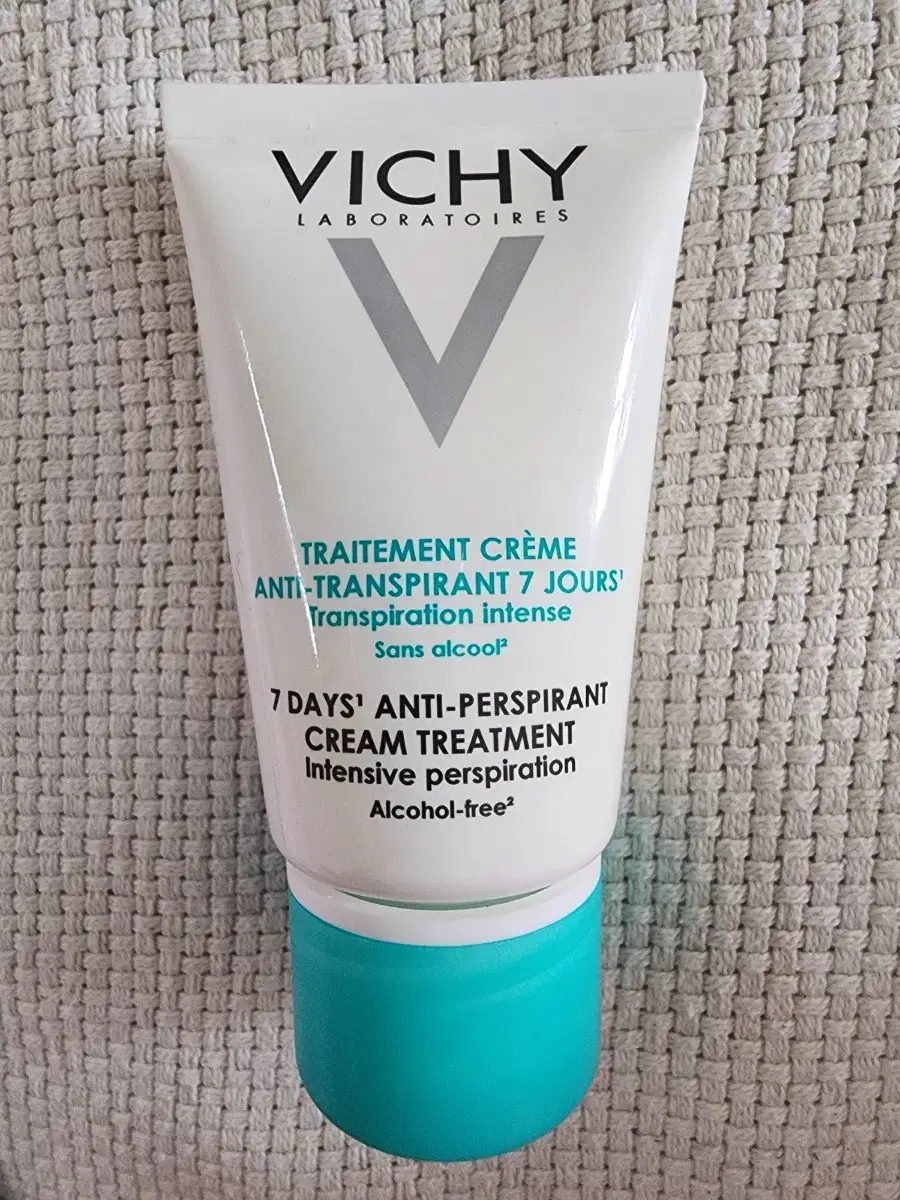 VICHY
LABORATOIRES
V
TRAITEMENT CRÈME
ANTI-TRANSPIRANT 7 JOURS¹
Transpiration intense
Sans alcool²
7 DAYS¹ ANTI-PERSPIRANT
CREAM TREATMENT
Intensive perspiration
Alcohol-free²